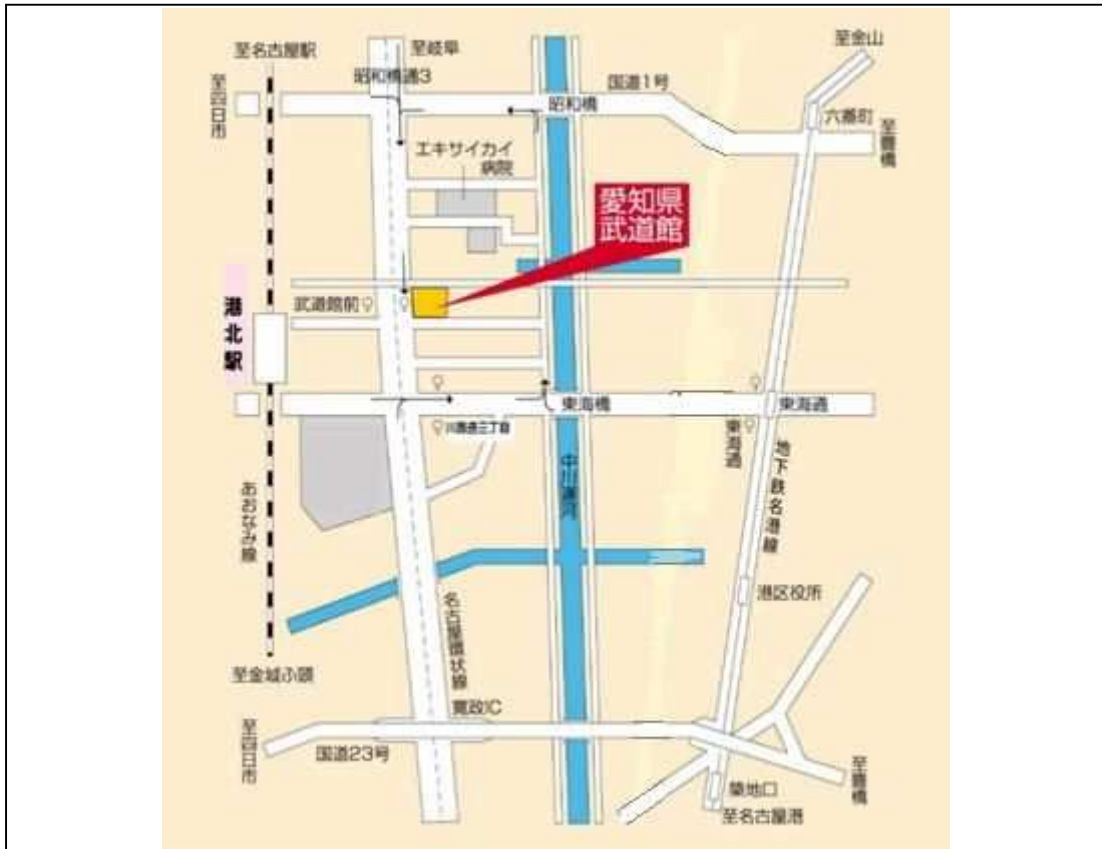 至名古屋駅
至岐阜
至金山
昭和橋通3
国道1号
至四日市
昭和橋
六番町
至豊橋
エキサイカイ
病院
愛知県
武道館
武道館前
港北駅
東海橋
東海通
川西通三丁目
東海通
地下鉄名港線
中川運河
あおなみ線
港区役所
名古屋環状線
至金城ふ頭
寛政IC
至四日市
国道23号
至豊橋
築地口
至名古屋港